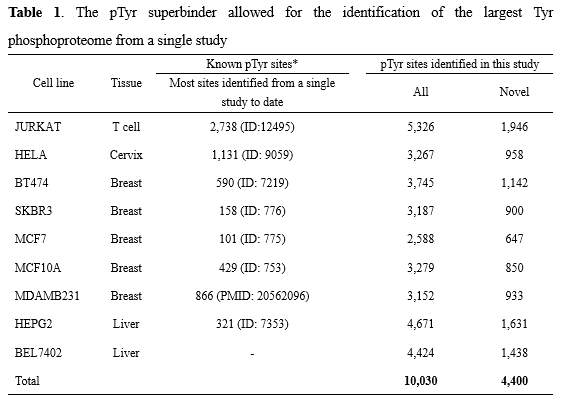 Table 1. The pTyr superbinder allowed for the identification of the largest Tyr
phosphoproteome from a single study
Known pTyr sites* pTyr sites identified in this study
Cell line Tissue Most sites identified from a single study to date All Novel
JURKAT T cell 2,738 (ID:12495) 5,326 1,946
HELA Cervix 1,131 (ID: 9059) 3,267 958
BT474 Breast 590 (ID: 7219) 3,745 1,142
SKBR3 Breast 158 (ID: 776) 3,187 900
MCF7 Breast 101 (ID: 775) 2,588 647
MCF10A Breast 429 (ID: 753) 3,279 850
MDAMB231 Breast 866 (PMID: 20562096) 3,152 933
HEPG2 Liver 321 (ID: 7353) 4,671 1,631
BEL7402 Liver - 4,424 1,438
Total 10,030 4,400